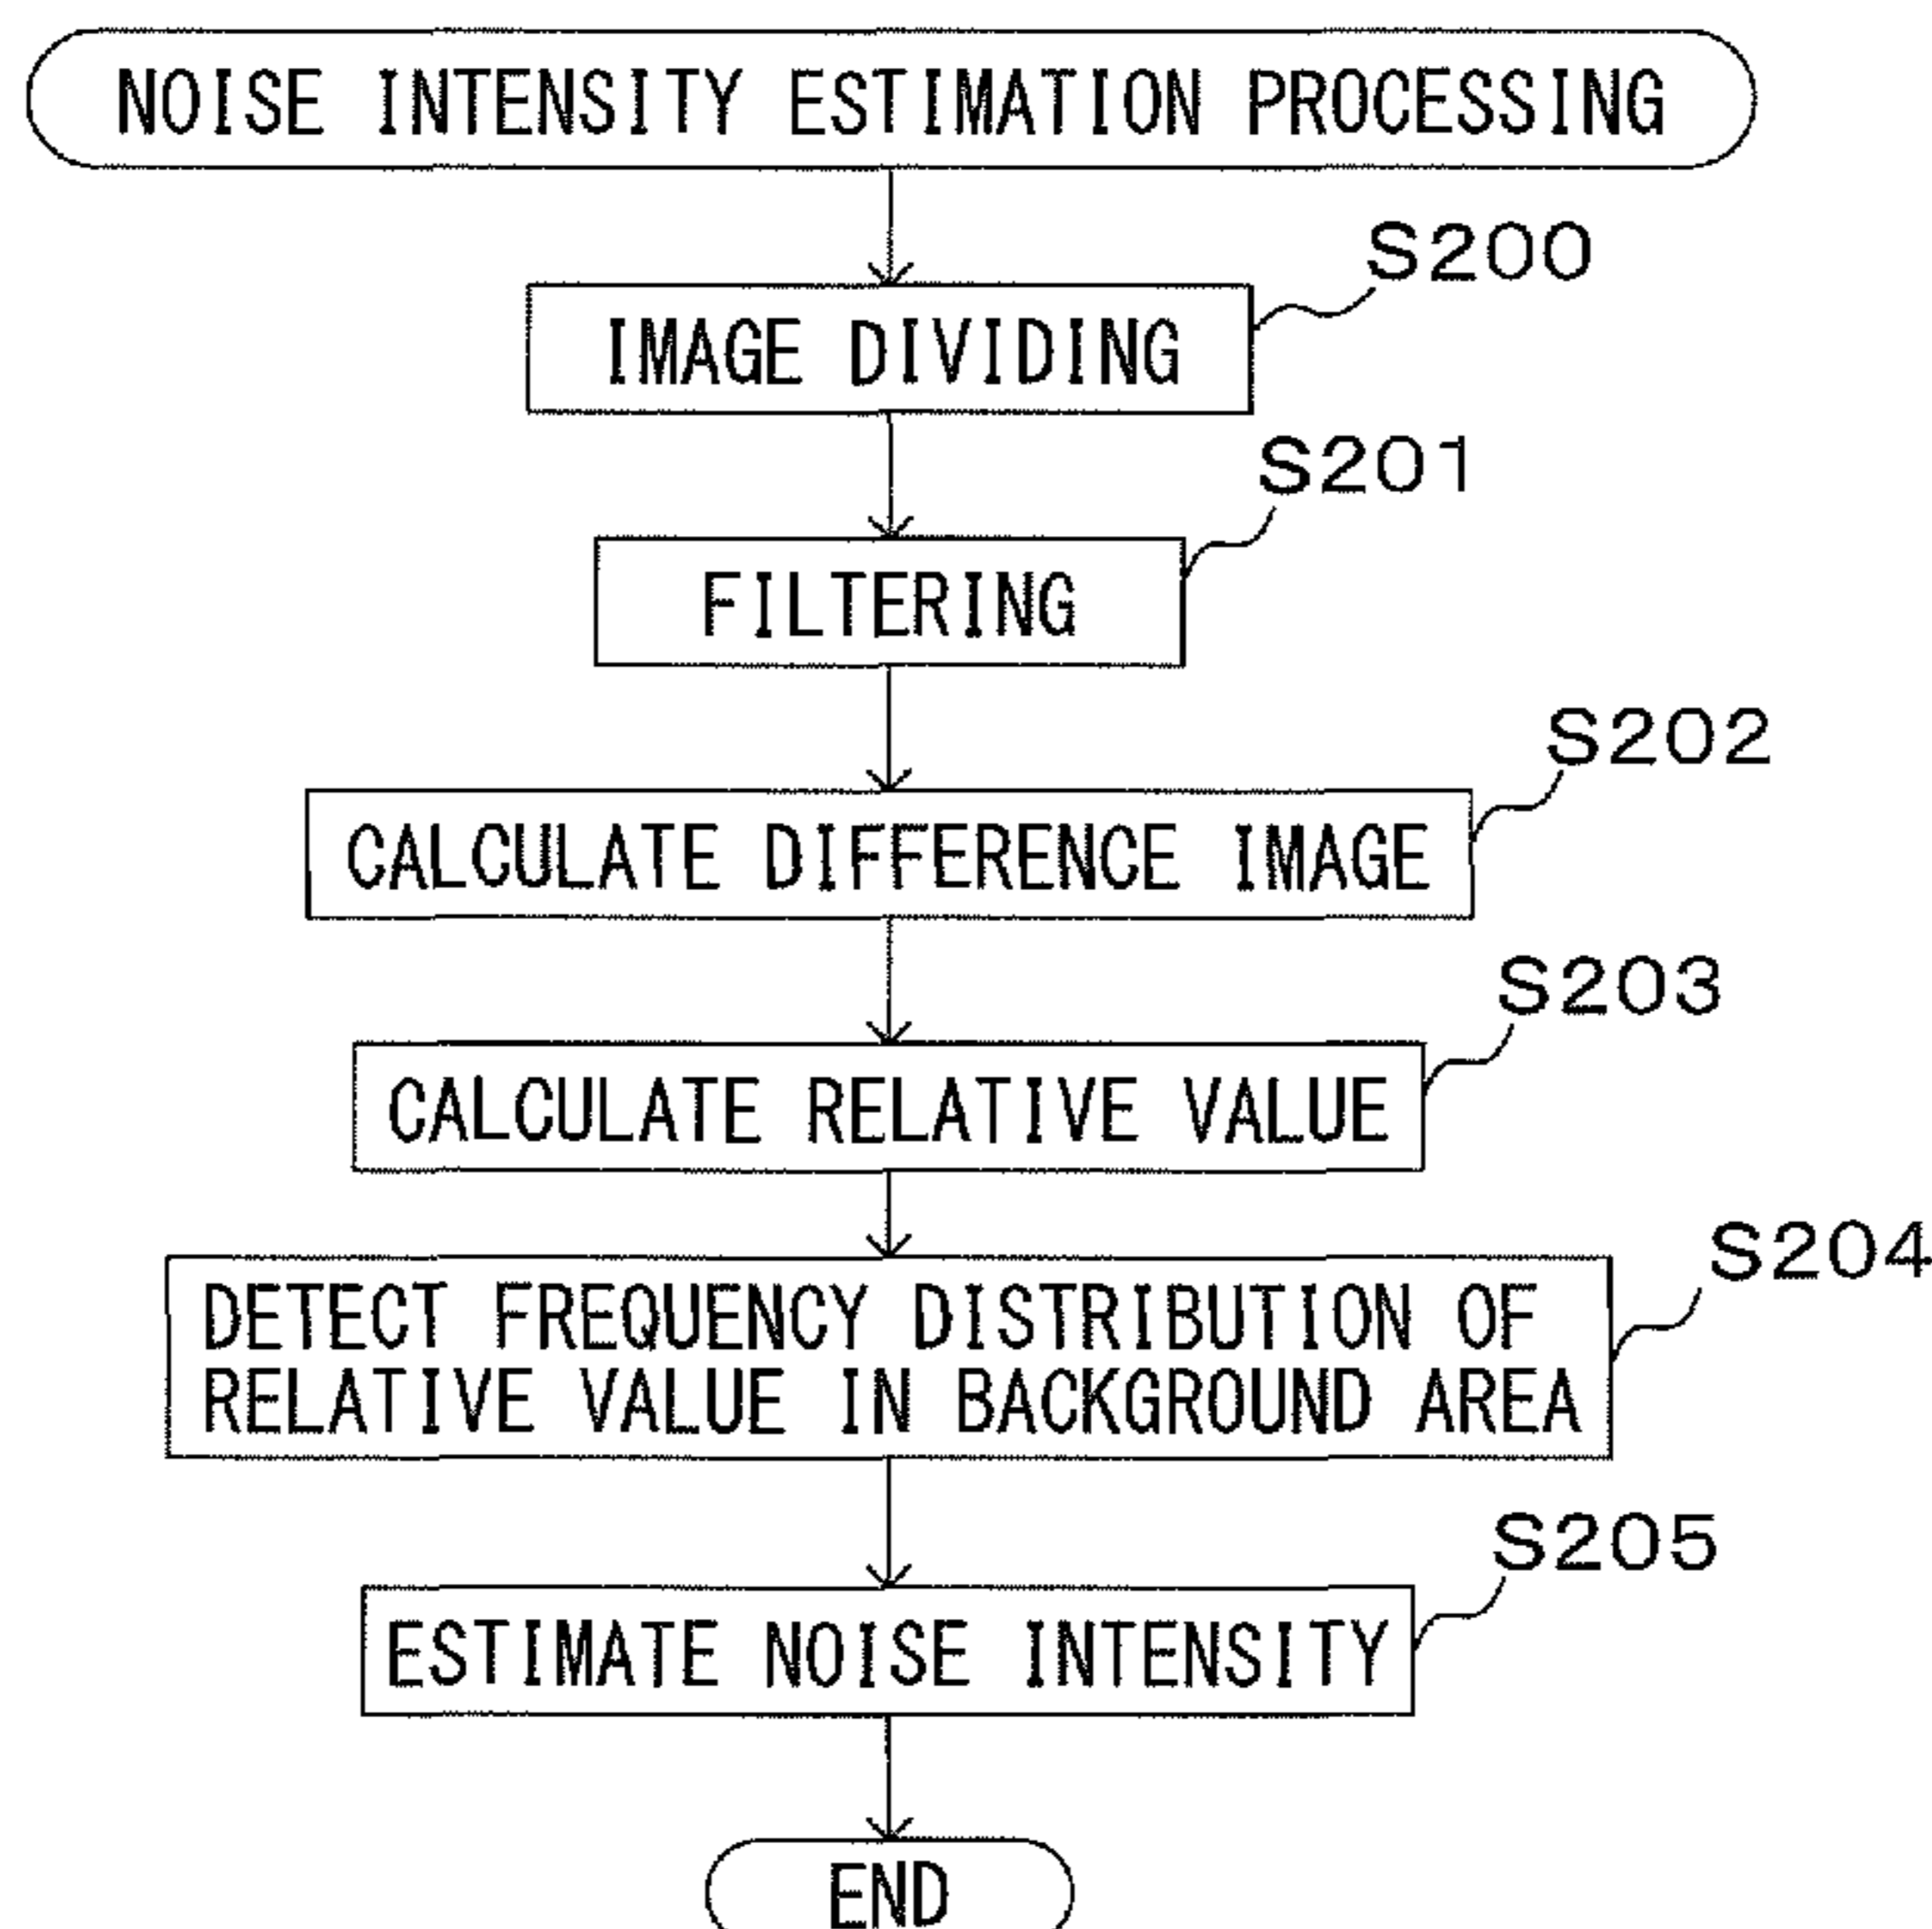 NOISE INTENSITY ESTIMATION PROCESSING
S200
IMAGE DIVIDING
S201
FILTERING
S202
CALCULATE DIFFERENCE IMAGE
S203
CALCULATE RELATIVE VALUE
S204
DETECT FREQUENCY DISTRIBUTION OF
RELATIVE VALUE IN BACKGROUND AREA
S205
ESTIMATE NOISE INTENSITY
END